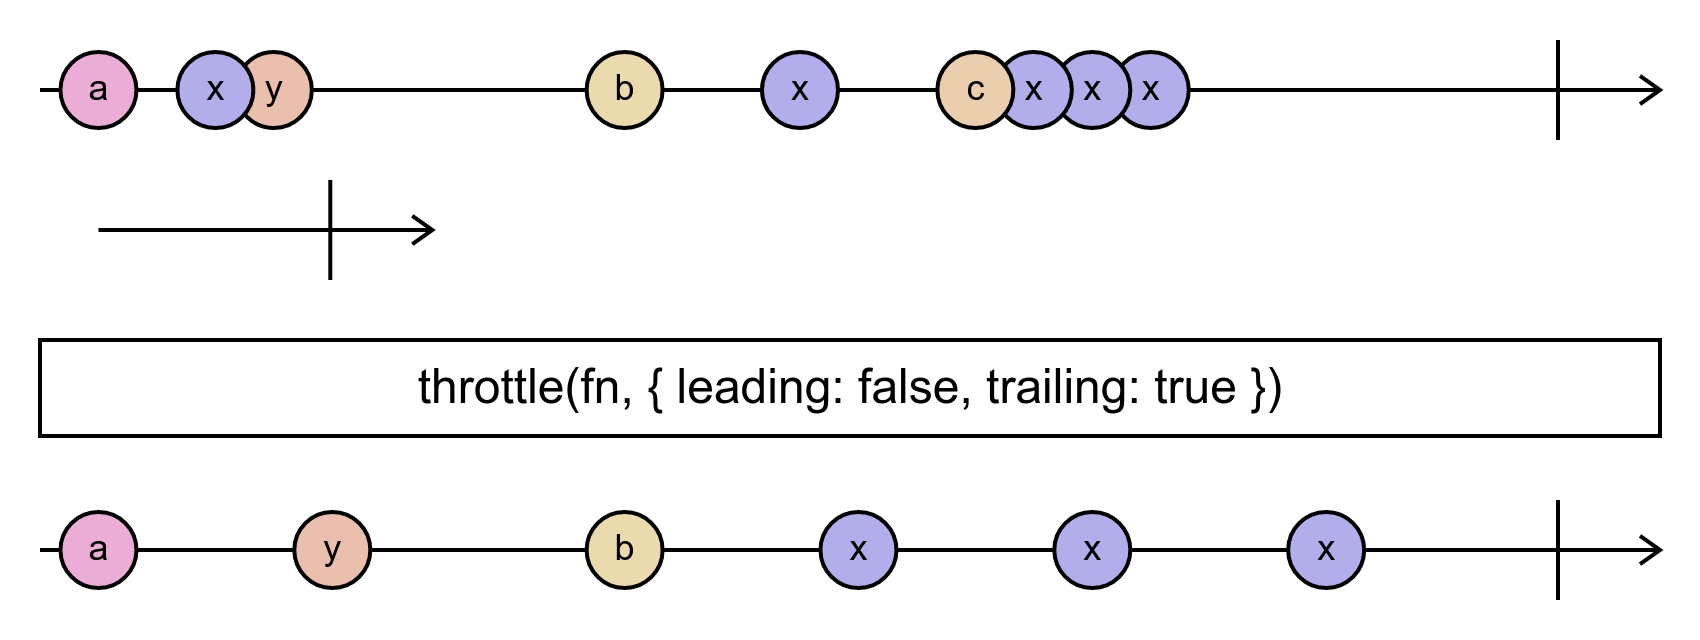 a x y b x c x x x
throttle(fn, { leading: false, trailing: true })
a y b x x x